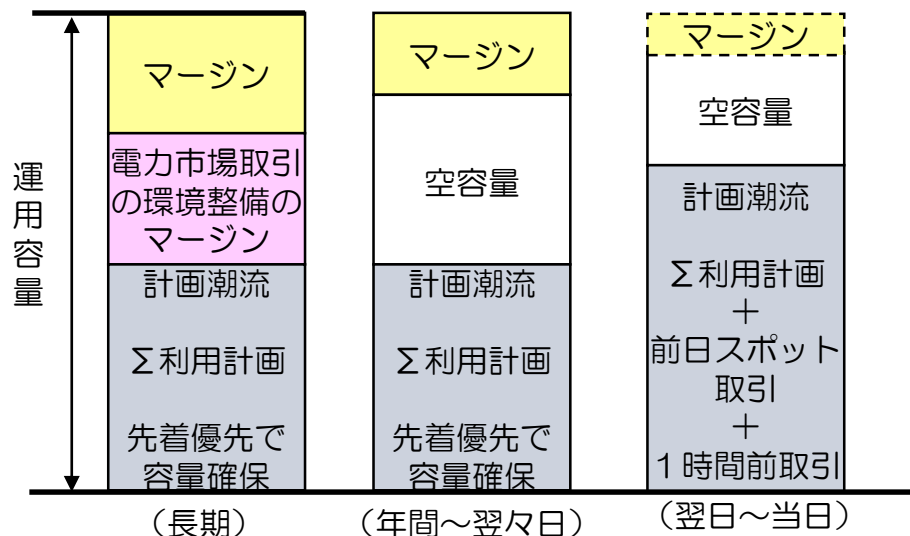 運用容量
マージン
電力市場取引
の環境整備の
マージン
計画潮流
Σ利用計画
先着優先で
容量確保
（長期）
マージン
空容量
計画潮流
Σ利用計画
先着優先で
容量確保
（年間～翌々日）
マージン
空容量
計画潮流
Σ利用計画
＋
前日スポット
取引
＋
１時間前取引
（翌日～当日）